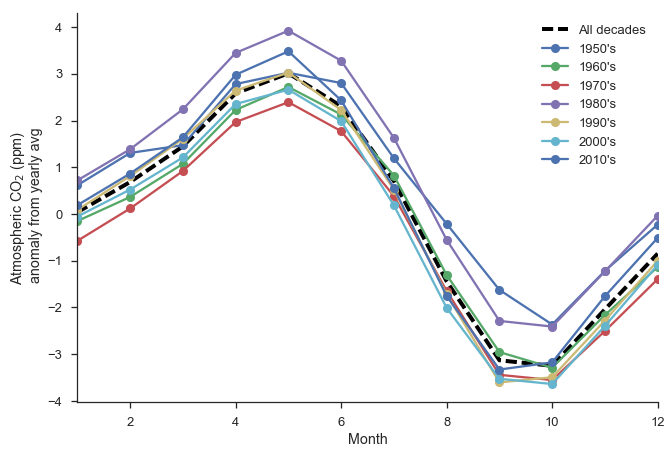 4
3
2
1
0
−1
−2
−3
−4
Atmospheric CO2 (ppm)
anomaly from yearly avg
2
4
6
8
10
12
Month
All decades
1950's
1960's
1970's
1980's
1990's
2000's
2010's